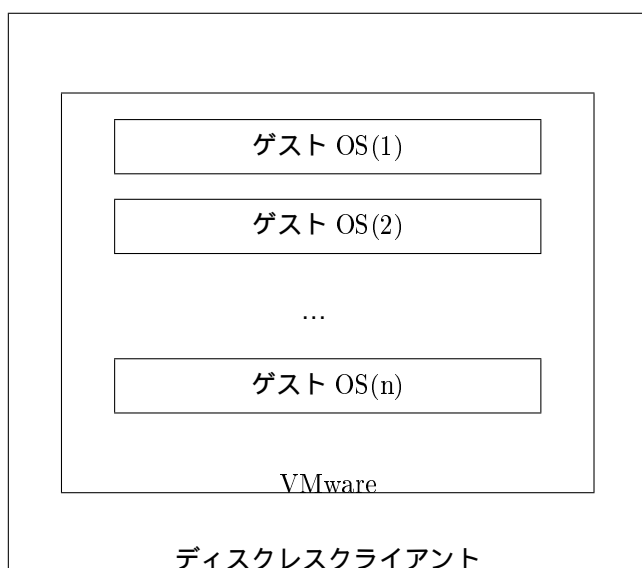 ゲスト OS(1)
ゲスト OS(2)
...
ゲスト OS(n)
VMware
ディスクレスクライアント